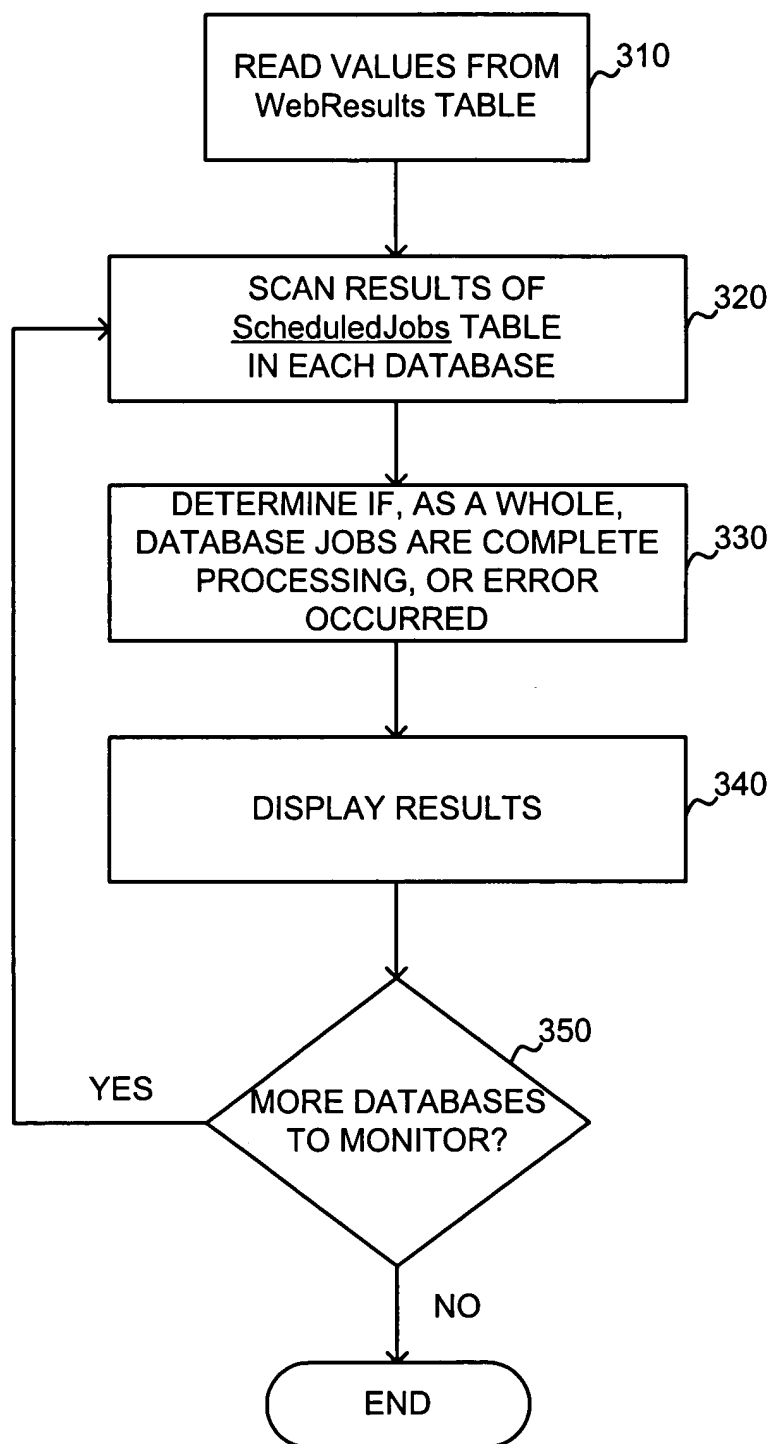 READ VALUES FROM
WebResults TABLE
310
SCAN RESULTS OF
ScheduledJobs TABLE
IN EACH DATABASE
320
DETERMINE IF, AS A WHOLE,
DATABASE JOBS ARE COMPLETE
PROCESSING, OR ERROR
OCCURRED
330
DISPLAY RESULTS
340
350
YES
MORE DATABASES
TO MONITOR?
NO
END